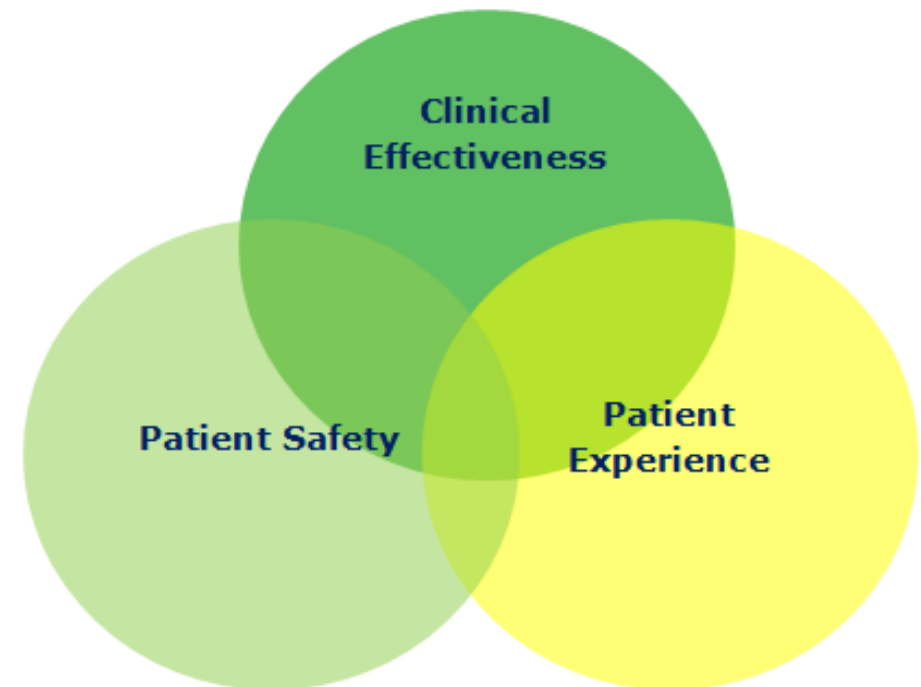 Clinical
Effectiveness
Patient Safety
Patient
Experience